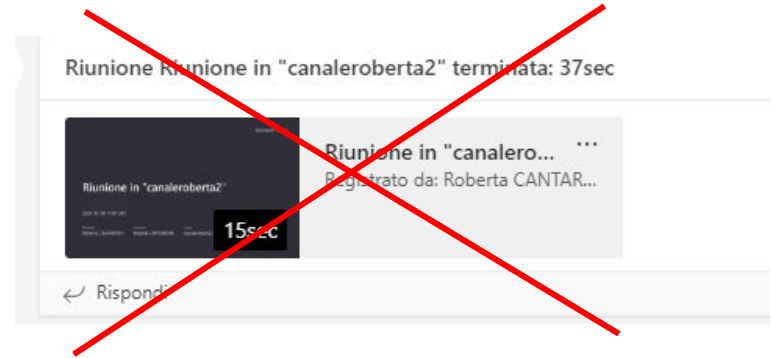 Riunione Riunione in "canaleroberta2" terminata: 37sec
Riunione in "canalero... ...
Registrato da: Roberta CANTAR...
Riunione in "canaleroberta2"
15sec
Rispondi